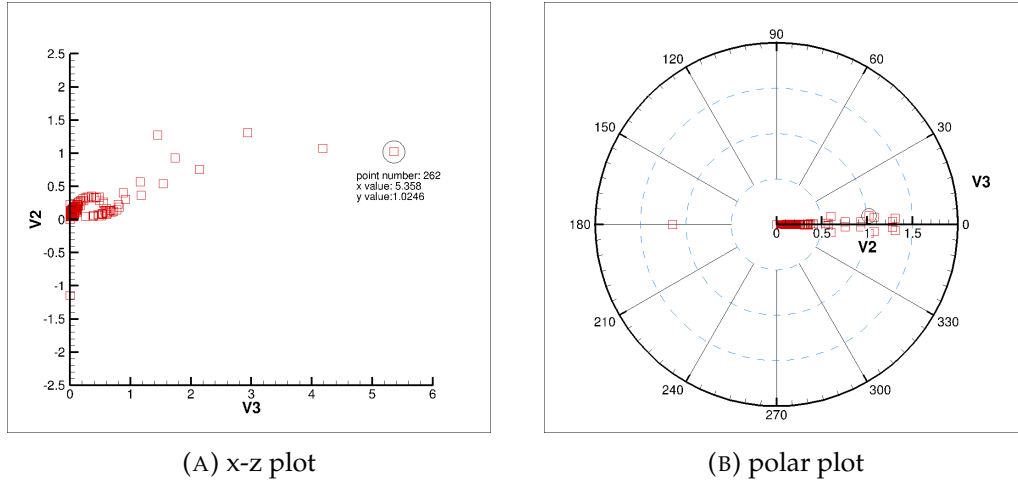 2.5
2
1.5
1
0.5
0
-0.5
-1
-1.5
-2
-2.5
V2
0 1 2 3 4 5 6
V3
point number: 262
x value: 5.358
y value:1.0246
90
120 60
150 30
V3
180 0 0.5 1 1.5 0
V2
210 330
240 300
270
(A) x-z plot (B) polar plot